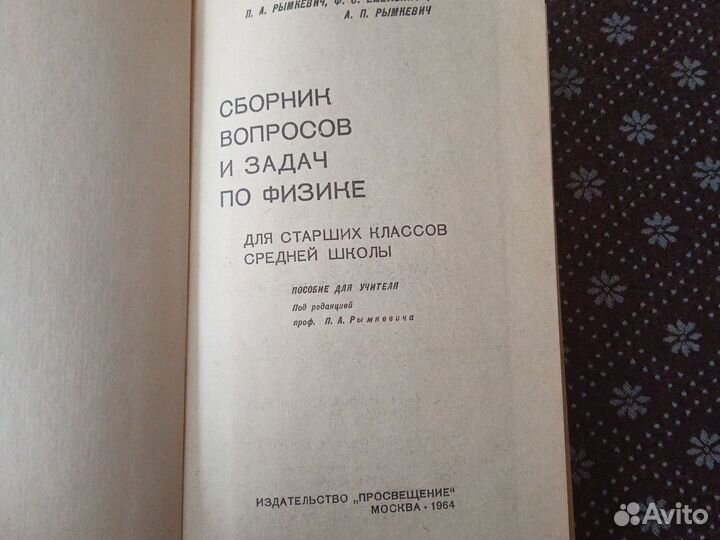 П. А. РЫМКЕВИЧ, Ф. С.
А. П. РЫМКЕВИЧ
СБОРНИК
ВОПРОСОВ
И ЗАДАЧ
ПО ФИЗИКЕ
ДЛЯ СТАРШИХ КЛАССОВ
СРЕДНЕЙ ШКОЛЫ
ПОСОБИЕ ДЛЯ УЧИТЕЛЯ
Под редакцией
проф. П. А. Рымкевича
ИЗДАТЕЛЬСТВО „ПРОСВЕЩЕНИЕ"
МОСКВА · 1964
Avito